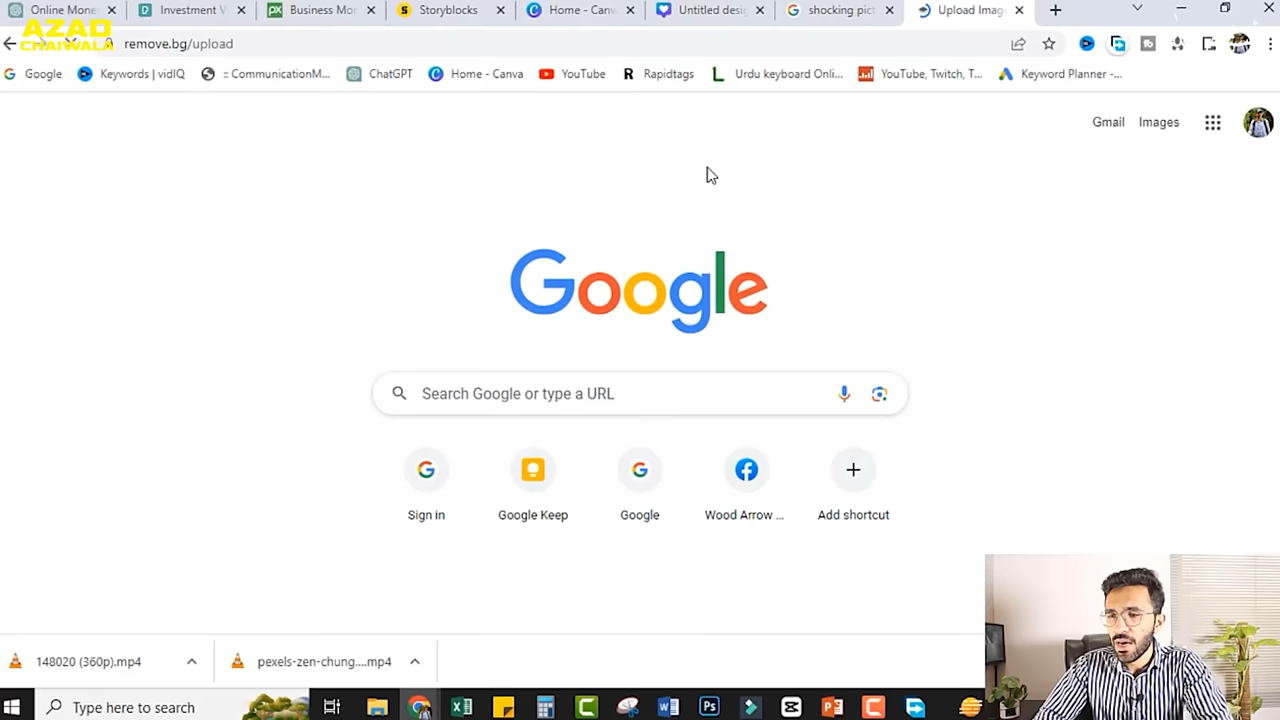 Online Mone
Investment V
Business Mo
Storyblocks
Home - Canv
Untitled desi
shocking pict
Upload Imag
AZAD
CHAIWALA
remove.bg/upload
Google
Keywords | vidIQ
:: CommunicationM...
ChatGPT
Home - Canva
YouTube
Rapidtags
Urdu keyboard Onli...
YouTube, Twitch, T...
Keyword Planner -...
Gmail
Images
Google
Search Google or type a URL
Sign in
Google Keep
Google
Wood Arrow ...
Add shortcut
148020 (360p).mp4
pexels-zen-chung....mp4
Type here to search